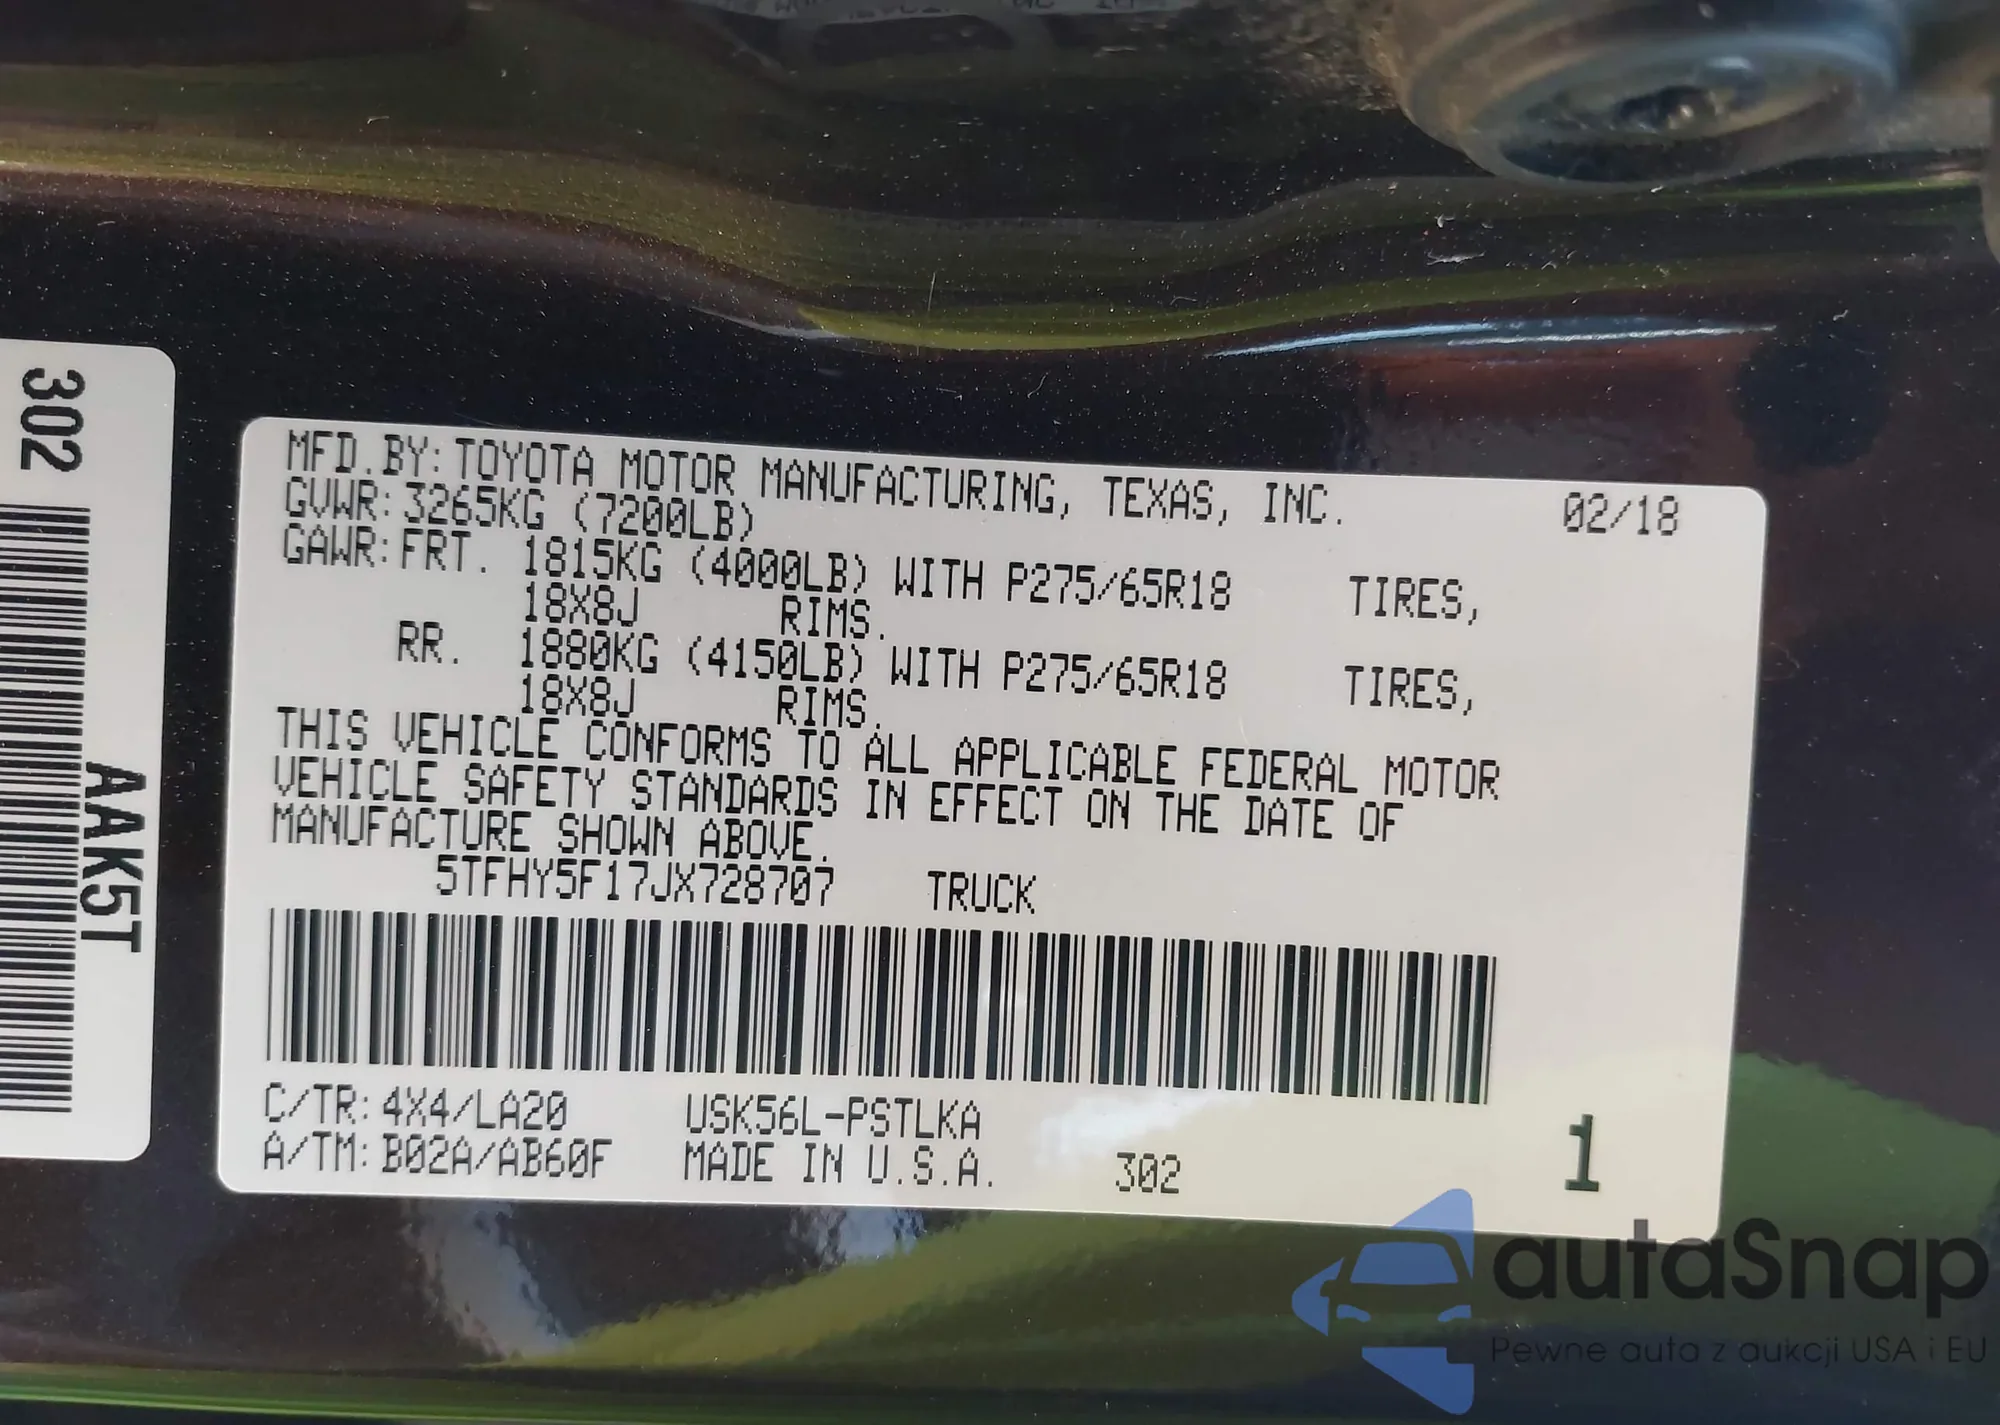 302
AAK5T
MFD.BY:TOYOTA MOTOR MANUFACTURING, TEXAS, INC. 02/18
GVWR:3265KG (7200LB)
GAWR:FRT. 1815KG (4000LB) WITH P275/65R18 TIRES,
18X8J RIMS.
RR. 1880KG (4150LB) WITH P275/65R18 TIRES,
18X8J RIMS.
THIS VEHICLE CONFORMS TO ALL APPLICABLE FEDERAL MOTOR
VEHICLE SAFETY STANDARDS IN EFFECT ON THE DATE OF
MANUFACTURE SHOWN ABOVE.
5TFHY5F17JX728707 TRUCK
C/TR:4X4/LA20 USK56L-PSTLKA
A/TM:B02A/AB60F MADE IN U.S.A. 302 1
autaSnap
Pewne auta z aukcji USA i EU